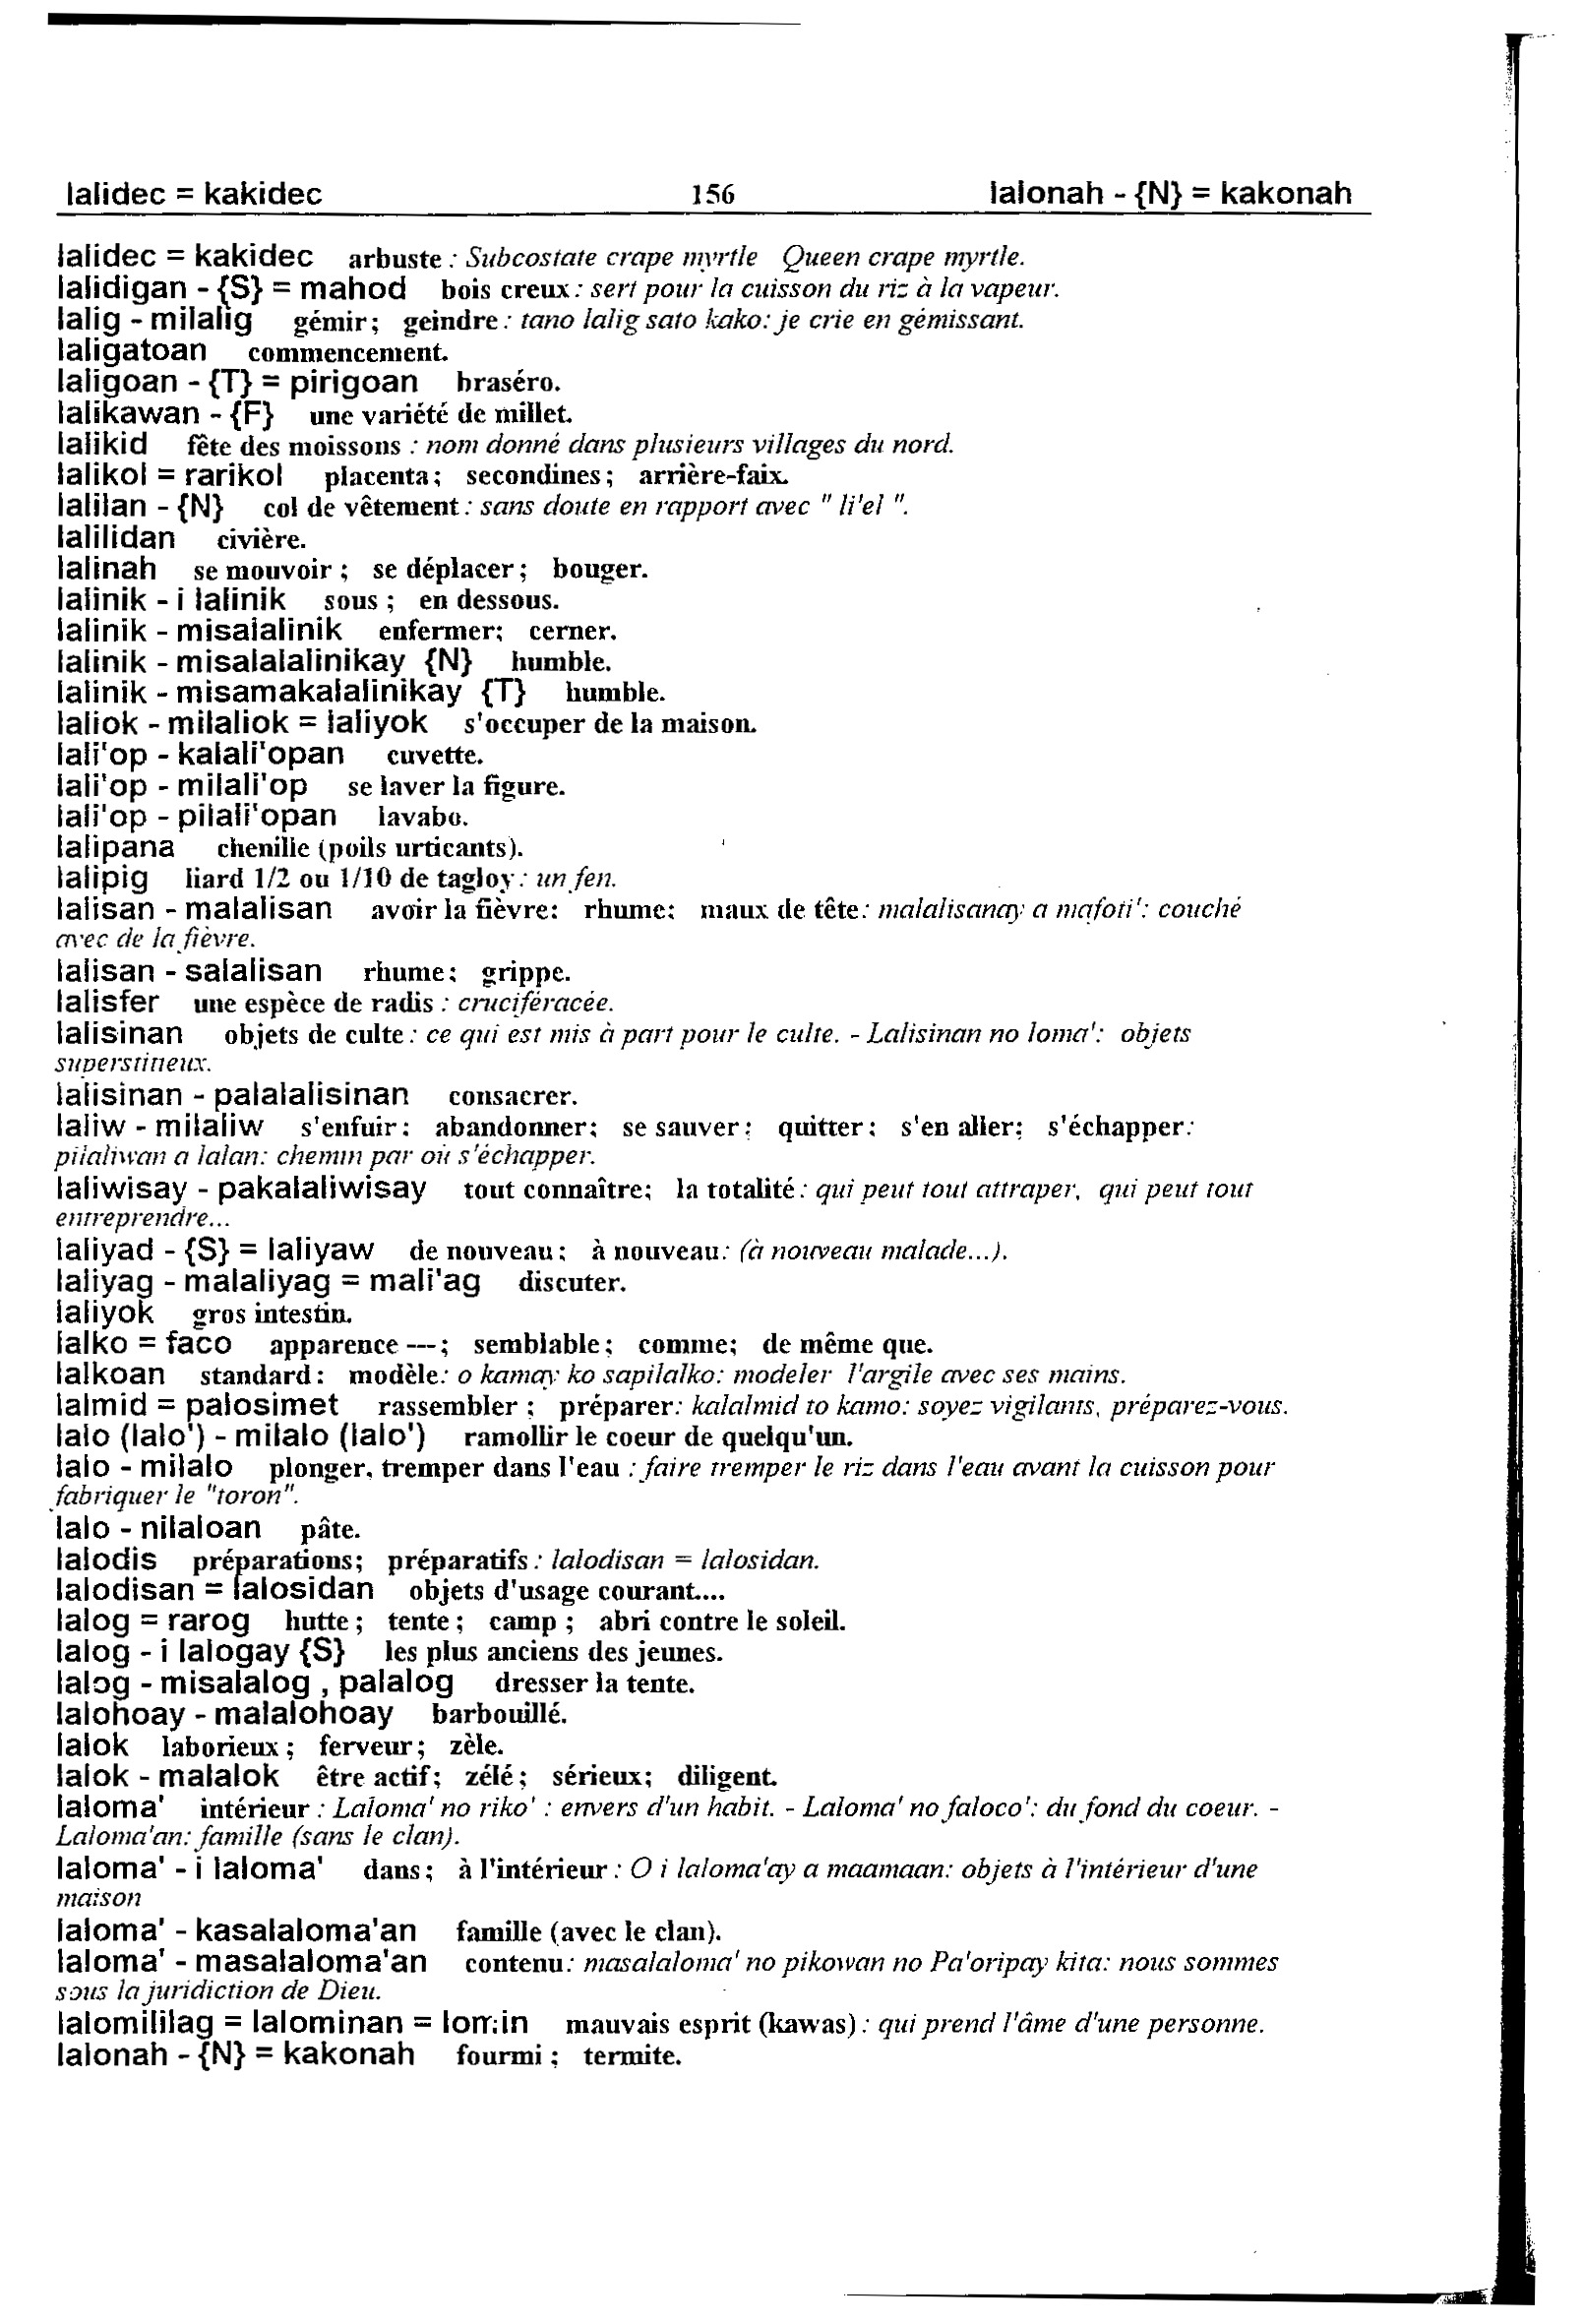 lalidec = kakidec 156 lalonah - {N} = kakonah
lalidec = kakidec arbuste : Subcostate crape myrtle Queen crape myrtle.
lalidigan - {S} = mahod bois creux : sert pour la cuisson du riz à la vapeur.
lalig - milalig gémir ; geindre : tano lalig sato kako: je crie en gémissant.
laligatoan commencement.
laligoan - {T} = pirigoan braséro.
lalikawan - {F} une variété de millet.
lalikid fête des moissons : nom donné dans plusieurs villages du nord.
lalikol = rarikol placenta ; secondines ; arrière-faix.
lalilan - {N} col de vêtement : sans doute en rapport avec " li'el ".
lalilidan civière.
lalinah se mouvoir ; se déplacer ; bouger.
lalinik - i lalinik sous ; en dessous.
lalinik - misalalinik enfermer; cerner.
lalinik - misalalalinikay {N} humble.
lalinik - misamakalalinikay {T} humble.
laliok - milaliok = laliyok s'occuper de la maison.
lali'op - kalali'opan cuvette.
lali'op - milali'op se laver la figure.
lali'op - pilali'opan lavabo.
lalipana chenille (poils urticants).
lalipig liard 1/2 ou 1/10 de tagloy : un fen.
lalisan - malalisan avoir la fièvre; rhume; maux de tête: malalisanay a mafoti': couché
avec de la fièvre.
lalisan - salalisan rhume; grippe.
lalisfer une espèce de radis : cruciféracée.
lalisinan objets de culte : ce qui est mis à part pour le culte. - Lalisinan no loma': objets
superstineux.
lalisinan - palalalisinan consacrer.
laliw - milaliw s'enfuir; abandonner; se sauver; quitter; s'en aller; s'échapper:
pilaliwan a lalan: chemin par où s'échapper.
laliwisay - pakalaliwisay tout connaître; la totalité : qui peut tout attraper, qui peut tout
entreprendre...
laliyad - {S} = laliyaw de nouveau ; à nouveau: (à nouveau malade...).
laliyag - malaliyag = mali'ag discuter.
laliyok gros intestin.
lalko = faco apparence ---; semblable; comme; de même que.
lalkoan standard : modèle: o kamay ko sapilalko: modeler l'argile avec ses mains.
lalmid = palosimet rassembler ; préparer: kalalmid to kamo: soyez vigilants, préparez-vous.
lalo (lalo') - milalo (lalo') ramollir le coeur de quelqu'un.
lalo - milalo plonger, tremper dans l'eau : faire tremper le riz dans l'eau avant la cuisson pour
fabriquer le "toron".
lalo - nilaloan pâte.
lalodis préparations; préparatifs : lalodisan = lalosidan.
lalodisan = lalosidan objets d'usage courant....
lalog = rarog hutte ; tente ; camp ; abri contre le soleil.
lalog - i lalogay {S} les plus anciens des jeunes.
lalog - misalalog , palalog dresser la tente.
lalohoay - malalohoay barbouillé.
lalok laborieux ; ferveur ; zèle.
lalok - malalok être actif; zélé; sérieux; diligent.
laloma' intérieur : Laloma' no riko' : envers d'un habit. - Laloma' no faloco': du fond du coeur. -
Laloma'an: famille (sans le clan).
laloma' - i laloma' dans ; à l'intérieur : O i laloma'ay a maamaan: objets à l'intérieur d'une
maison
laloma' - kasalaloma'an famille (avec le clan).
laloma' - masalaloma'an contenu: masalaloma' no pikowan no Pa'oripay kita: nous sommes
sous la juridiction de Dieu.
lalomililag = lalominan = lomin mauvais esprit (kawas) : qui prend l'âme d'une personne.
lalonah - {N} = kakonah fourmi ; termite.